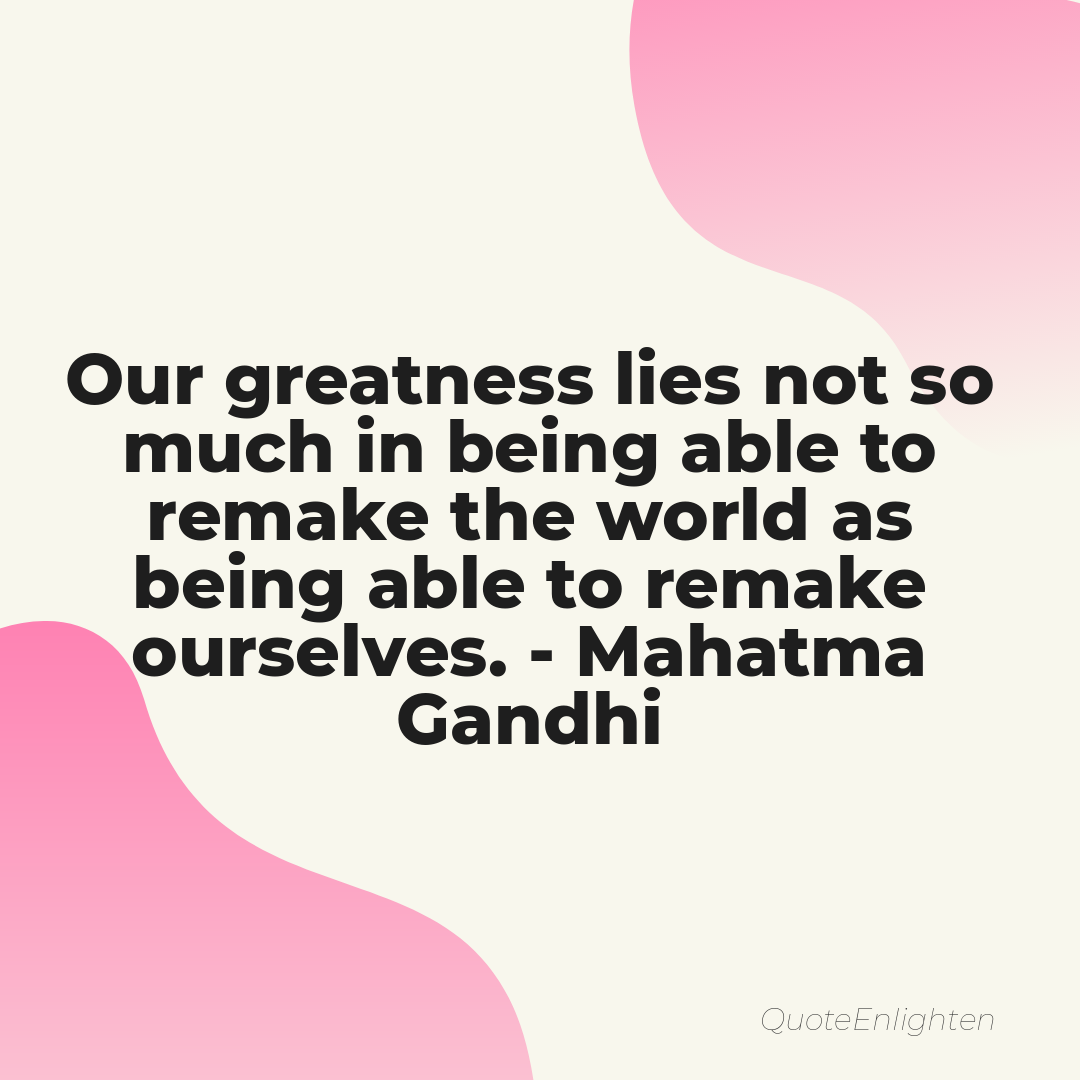 Our greatness lies not so
much in being able to
remake the world as
being able to remake
ourselves. - Mahatma
Gandhi
QuoteEnlighten